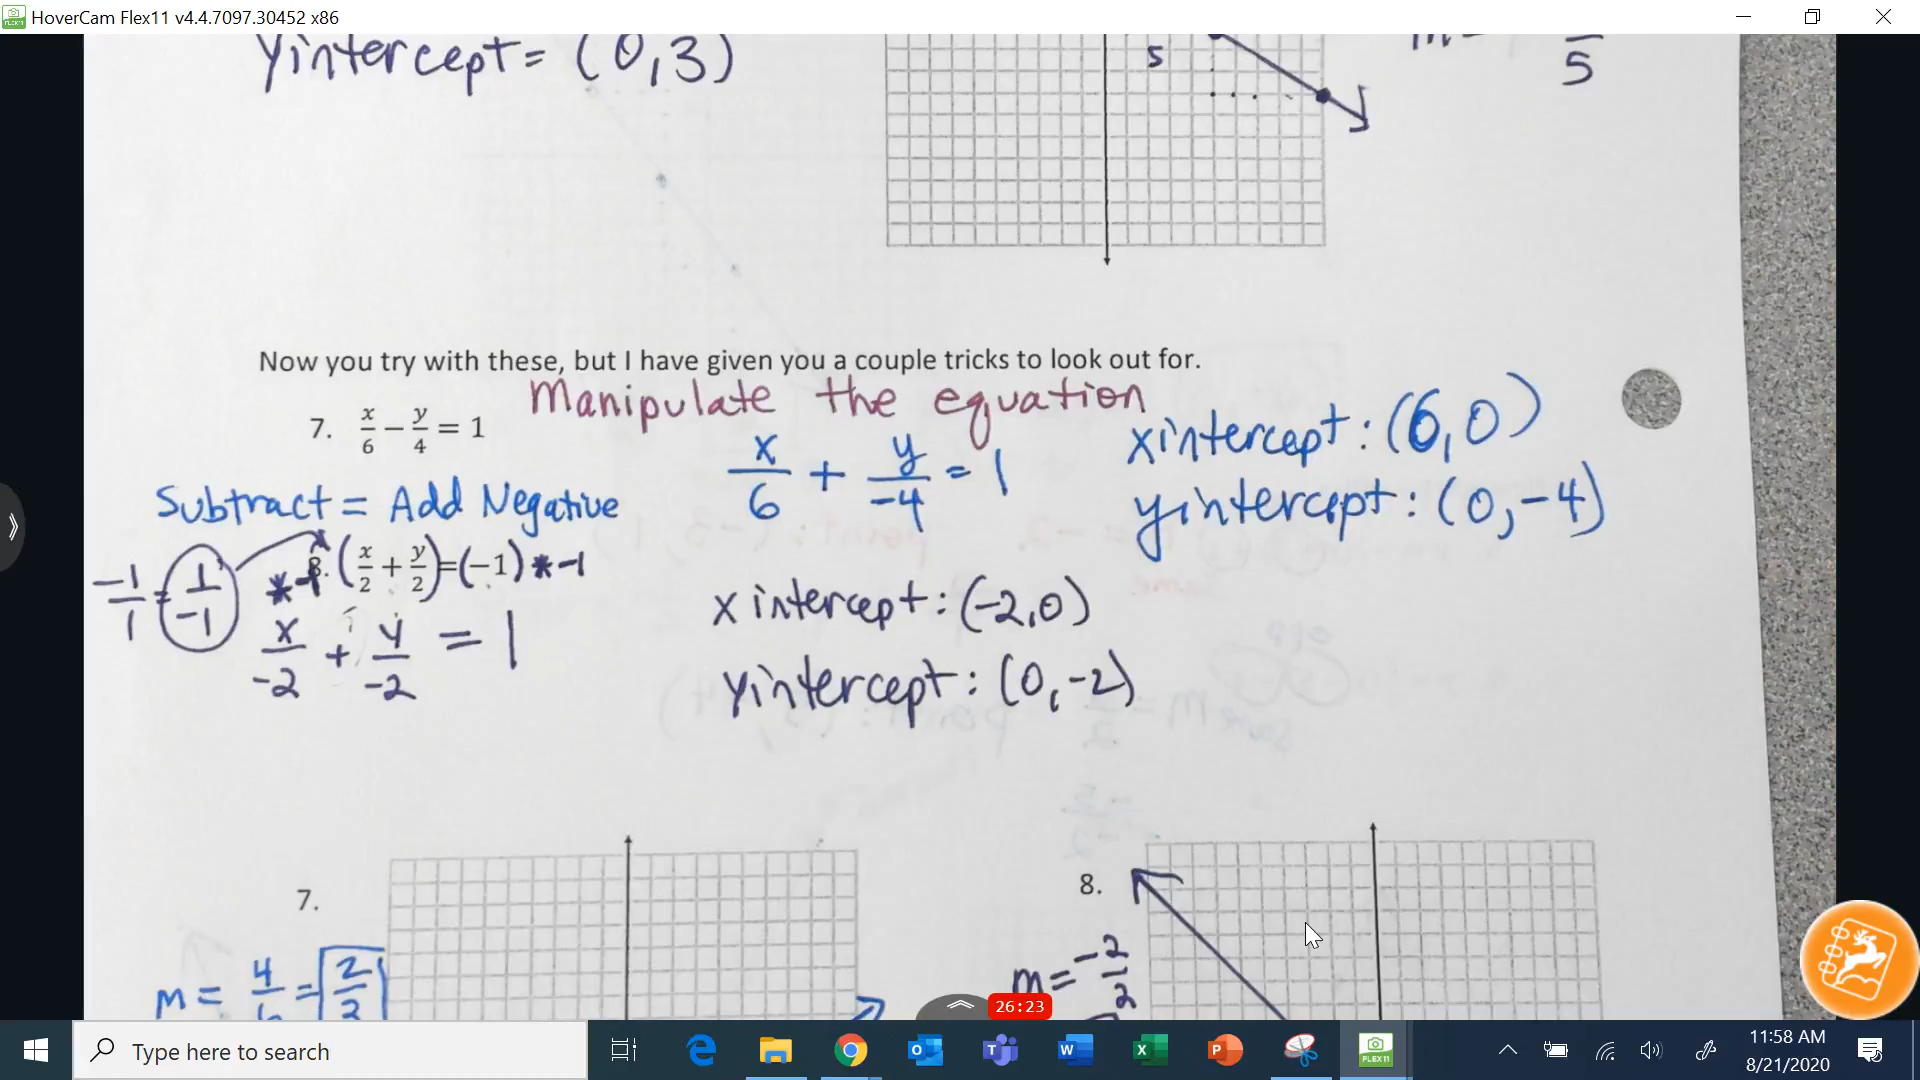 HoverCam Flex11 v4.4.7097.30452 x86
yintercept = (0,3)
5
5
Now you try with these, but I have given you a couple tricks to look out for.
Manipulate the equation
7. x/6 − y/4 = 1
x/6 + y/-4 = 1
xintercept: (6,0)
yintercept: (0,-4)
Subtract = Add Negative
-1/1 = 1/-1
*-1 (x/2 + y/2) = (-1) *-1
x/-2 + y/-2 = 1
x intercept: (-2,0)
yintercept: (0,-2)
7.
8.
m = 4/6 = 2/3
m = -2/2
26:23
Type here to search
FLEX11
11:58 AM
8/21/2020